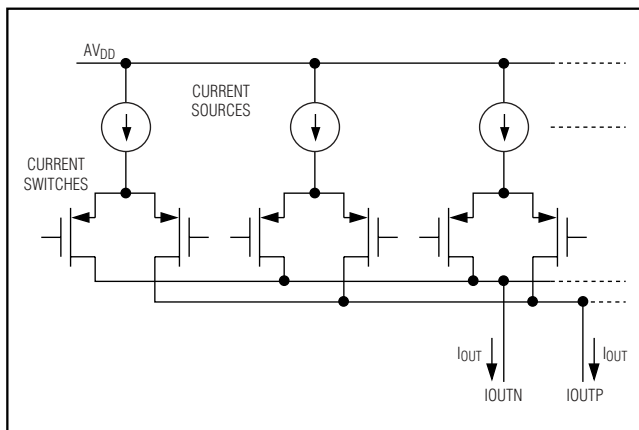 AVDD
CURRENT
SOURCES
CURRENT
SWITCHES
IOUT
IOUT
IOUTN
IOUTP